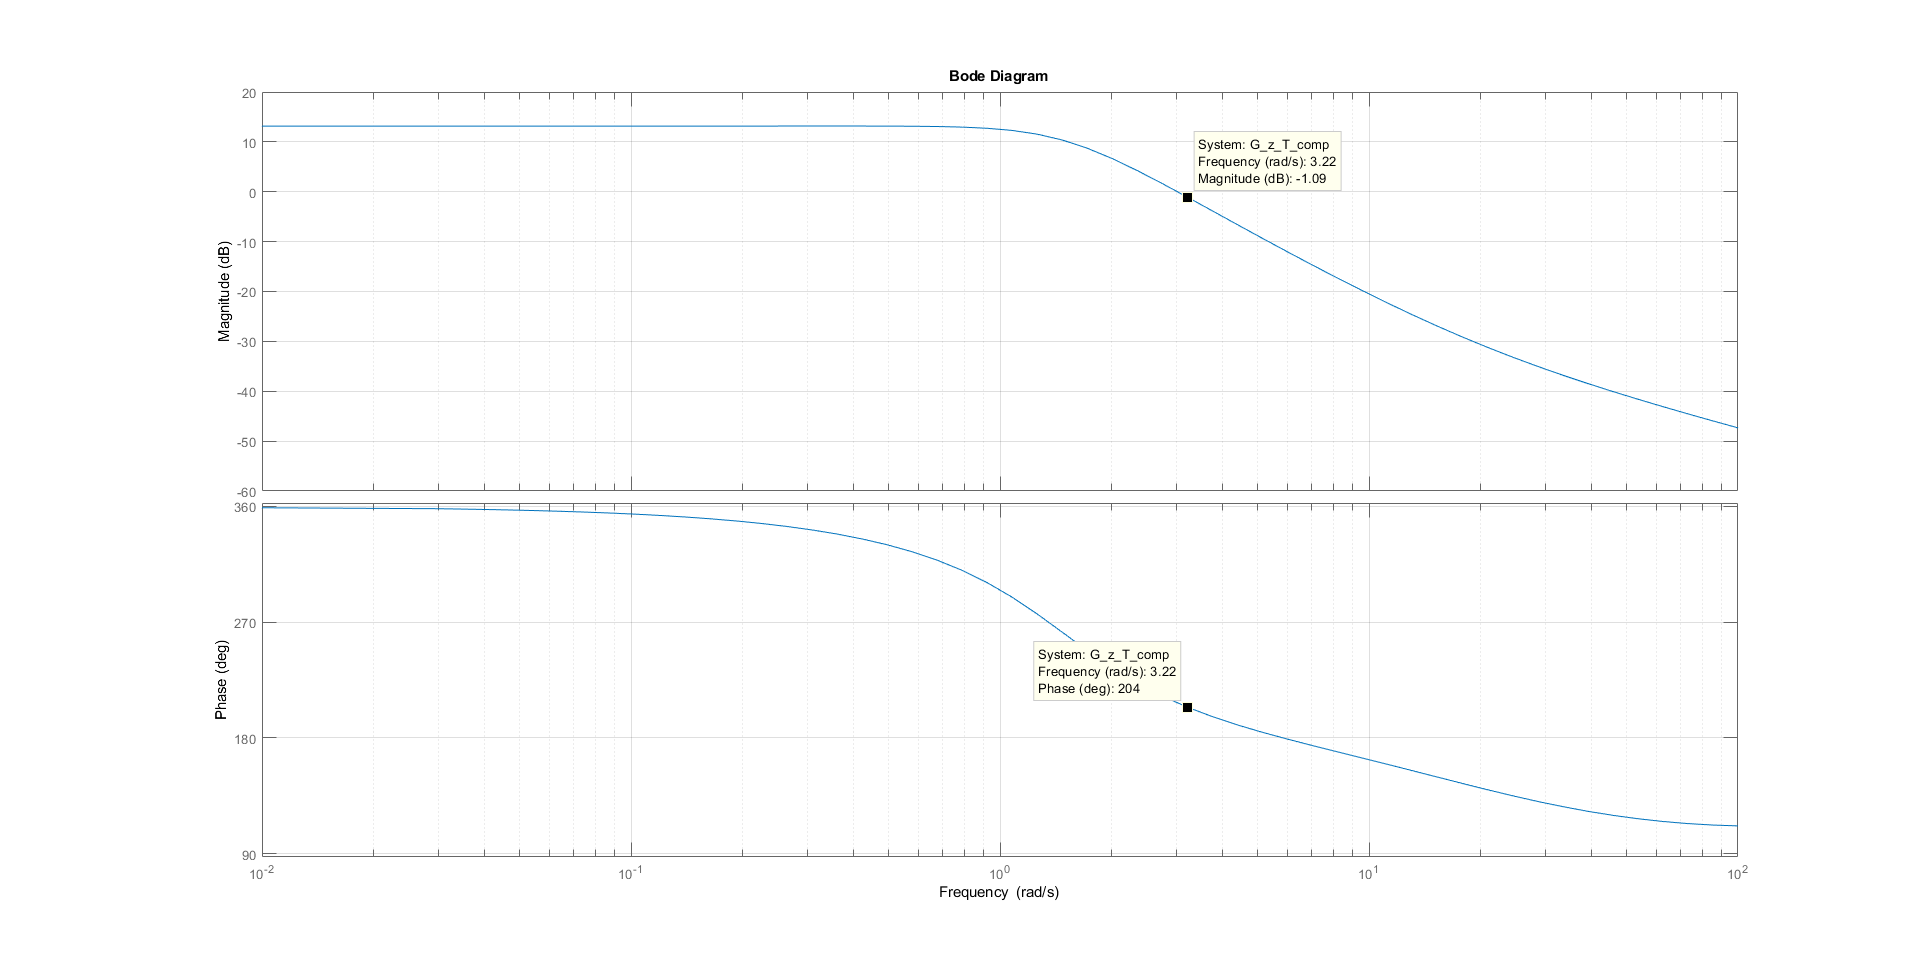 Bode Diagram
20
10
0
-10
-20
-30
-40
-50
-60
Magnitude (dB)
System: G_z_T_comp
Frequency (rad/s): 3.22
Magnitude (dB): -1.09
360
270
180
90
Phase (deg)
System: G_z_T_comp
Frequency (rad/s): 3.22
Phase (deg): 204
10^-2 10^-1 10^0 10^1 10^2
Frequency (rad/s)